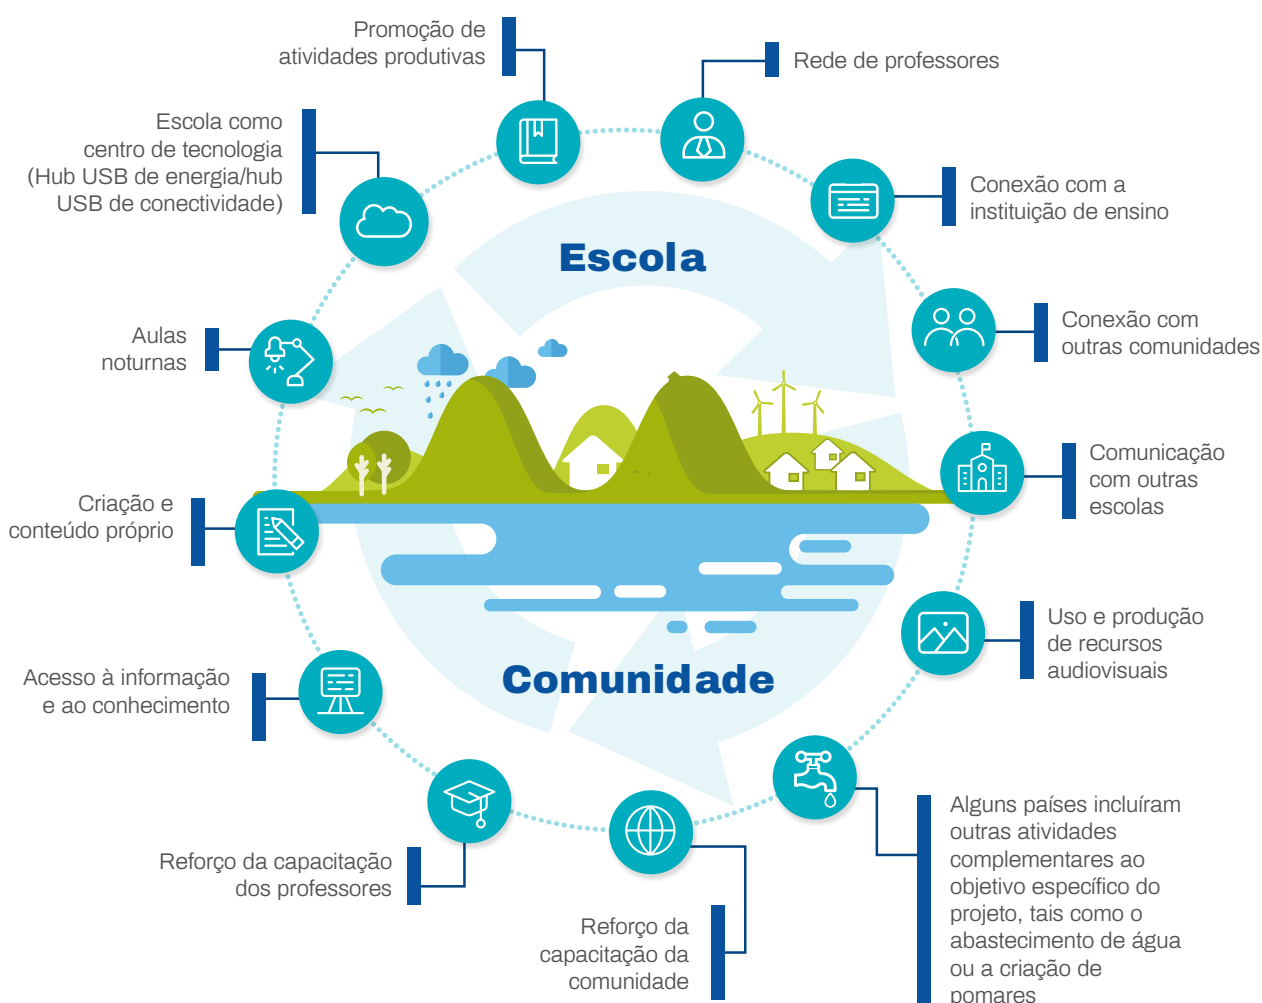 Promoção de
atividades produtivas
Rede de professores
Escola como
centro de tecnologia
(Hub USB de energia/hub
USB de conectividade)
Conexão com a
instituição de ensino
Escola
Aulas
noturnas
Conexão com
outras comunidades
Criação e
conteúdo próprio
Comunicação
com outras
escolas
Acesso à informação
e ao conhecimento
Comunidade
Uso e produção
de recursos
audiovisuais
Reforço da capacitação
dos professores
Reforço da
capacitação da
comunidade
Alguns países incluíram
outras atividades
complementares ao
objetivo específico do
projeto, tais como o
abastecimento de água
ou a criação de
pomares